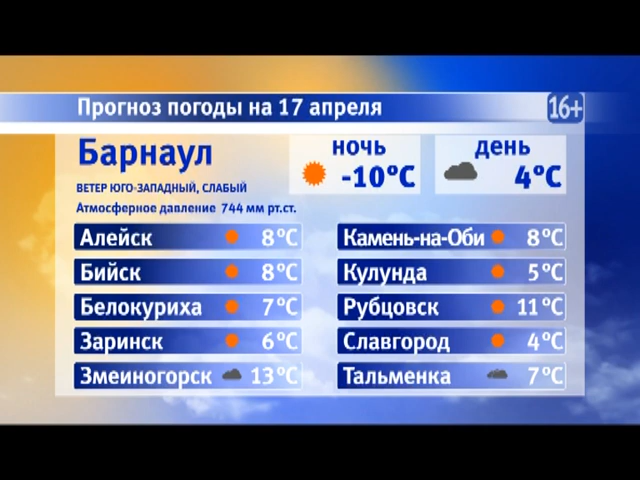 Прогноз погоды на 17 апреля
16+
Барнаул
ВЕТЕР ЮГО-ЗАПАДНЫЙ, СЛАБЫЙ
Атмосферное давление 744 мм рт.ст.
ночь
-10°C
день
4°C
Алейск 8°C
Бийск 8°C
Белокуриха 7°C
Заринск 6°C
Змеиногорск 13°C
Камень-на-Оби 8°C
Кулунда 5°C
Рубцовск 11°C
Славгород 4°C
Тальменка 7°C